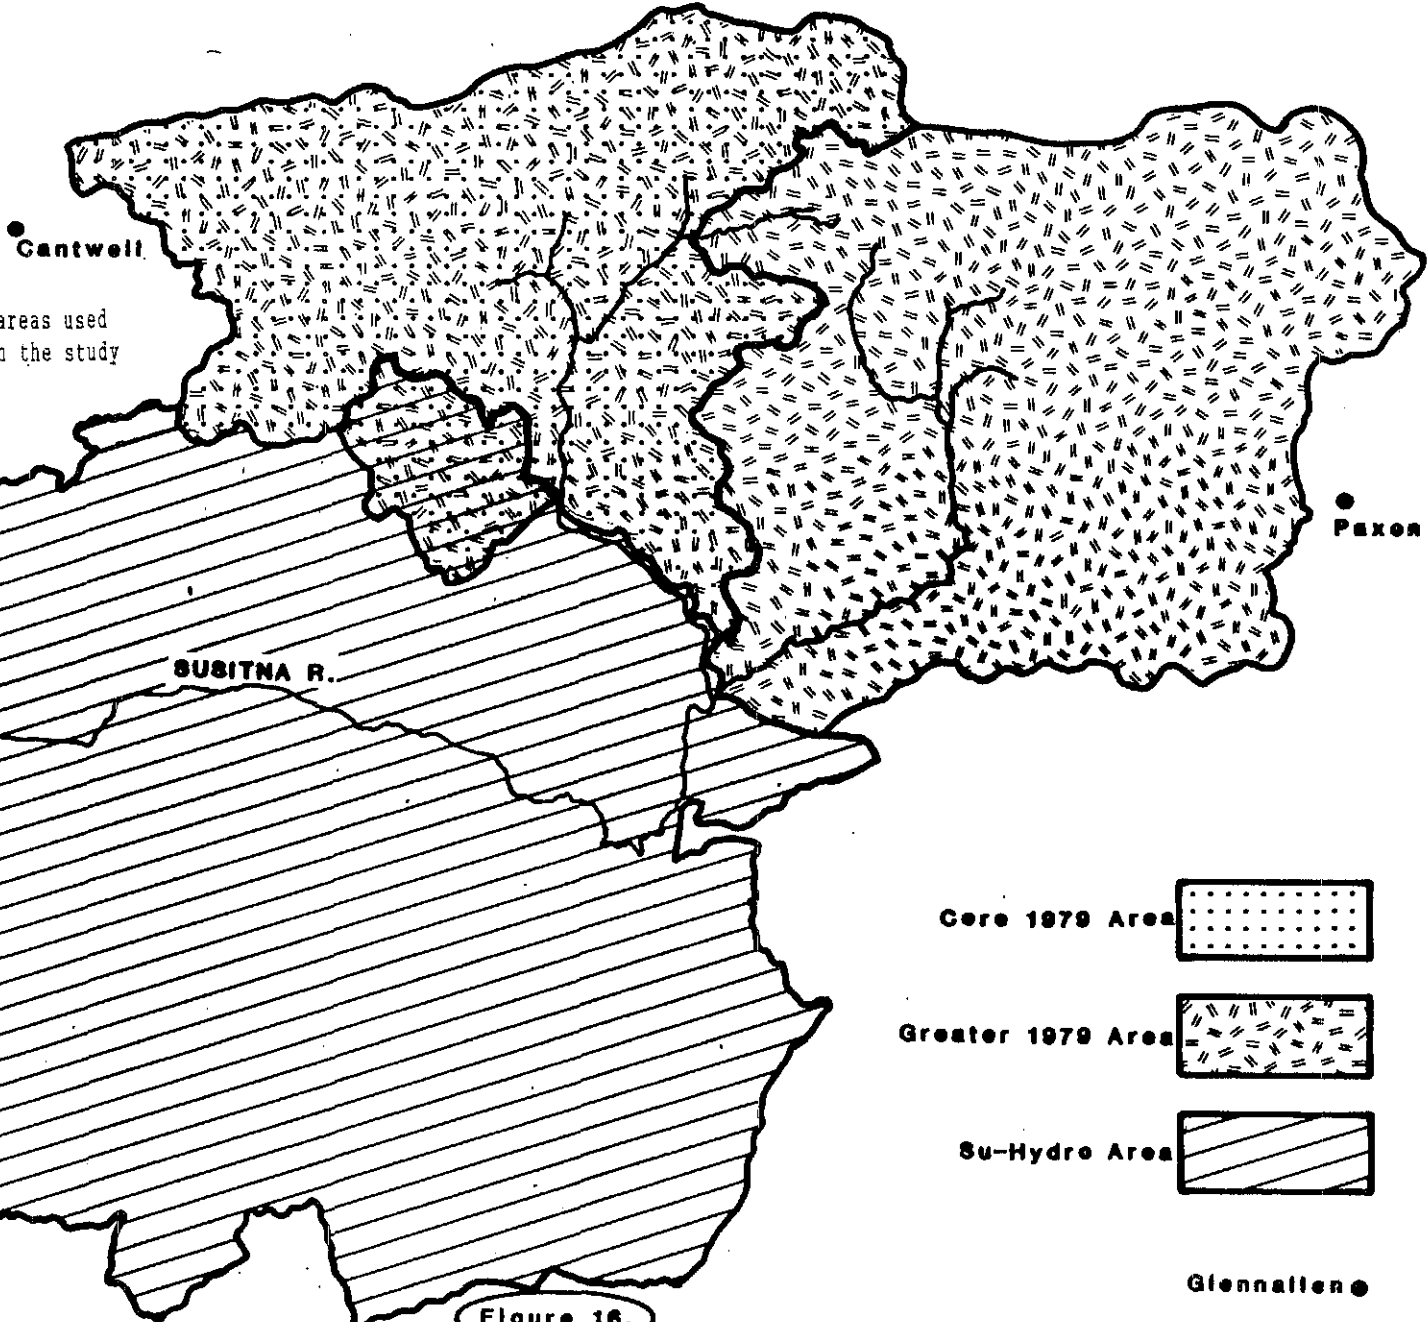 Cantwell
areas used
the study
SUSITNA R.
Paxon
Core 1979 Area
Greater 1979 Area
Su-Hydro Area
Glennallen
Figure 16.